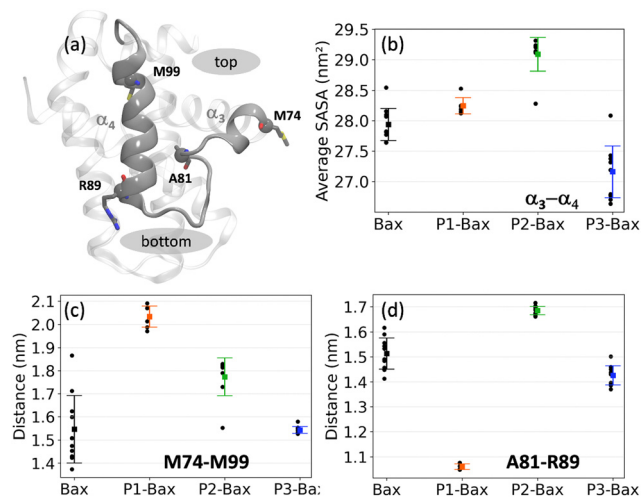 (a)
M99
top
α4
α3
M74
A81
R89
bottom
(b)
Average SASA (nm²)
29.5
29.0
28.5
28.0
27.5
27.0
α3–α4
Bax P1-Bax P2-Bax P3-Bax
(c)
Distance (nm)
2.1
2.0
1.9
1.8
1.7
1.6
1.5
1.4
M74-M99
Bax P1-Bax P2-Bax P3-Bax
(d)
Distance (nm)
1.7
1.6
1.5
1.4
1.3
1.2
1.1
A81-R89
Bax P1-Bax P2-Bax P3-Bax